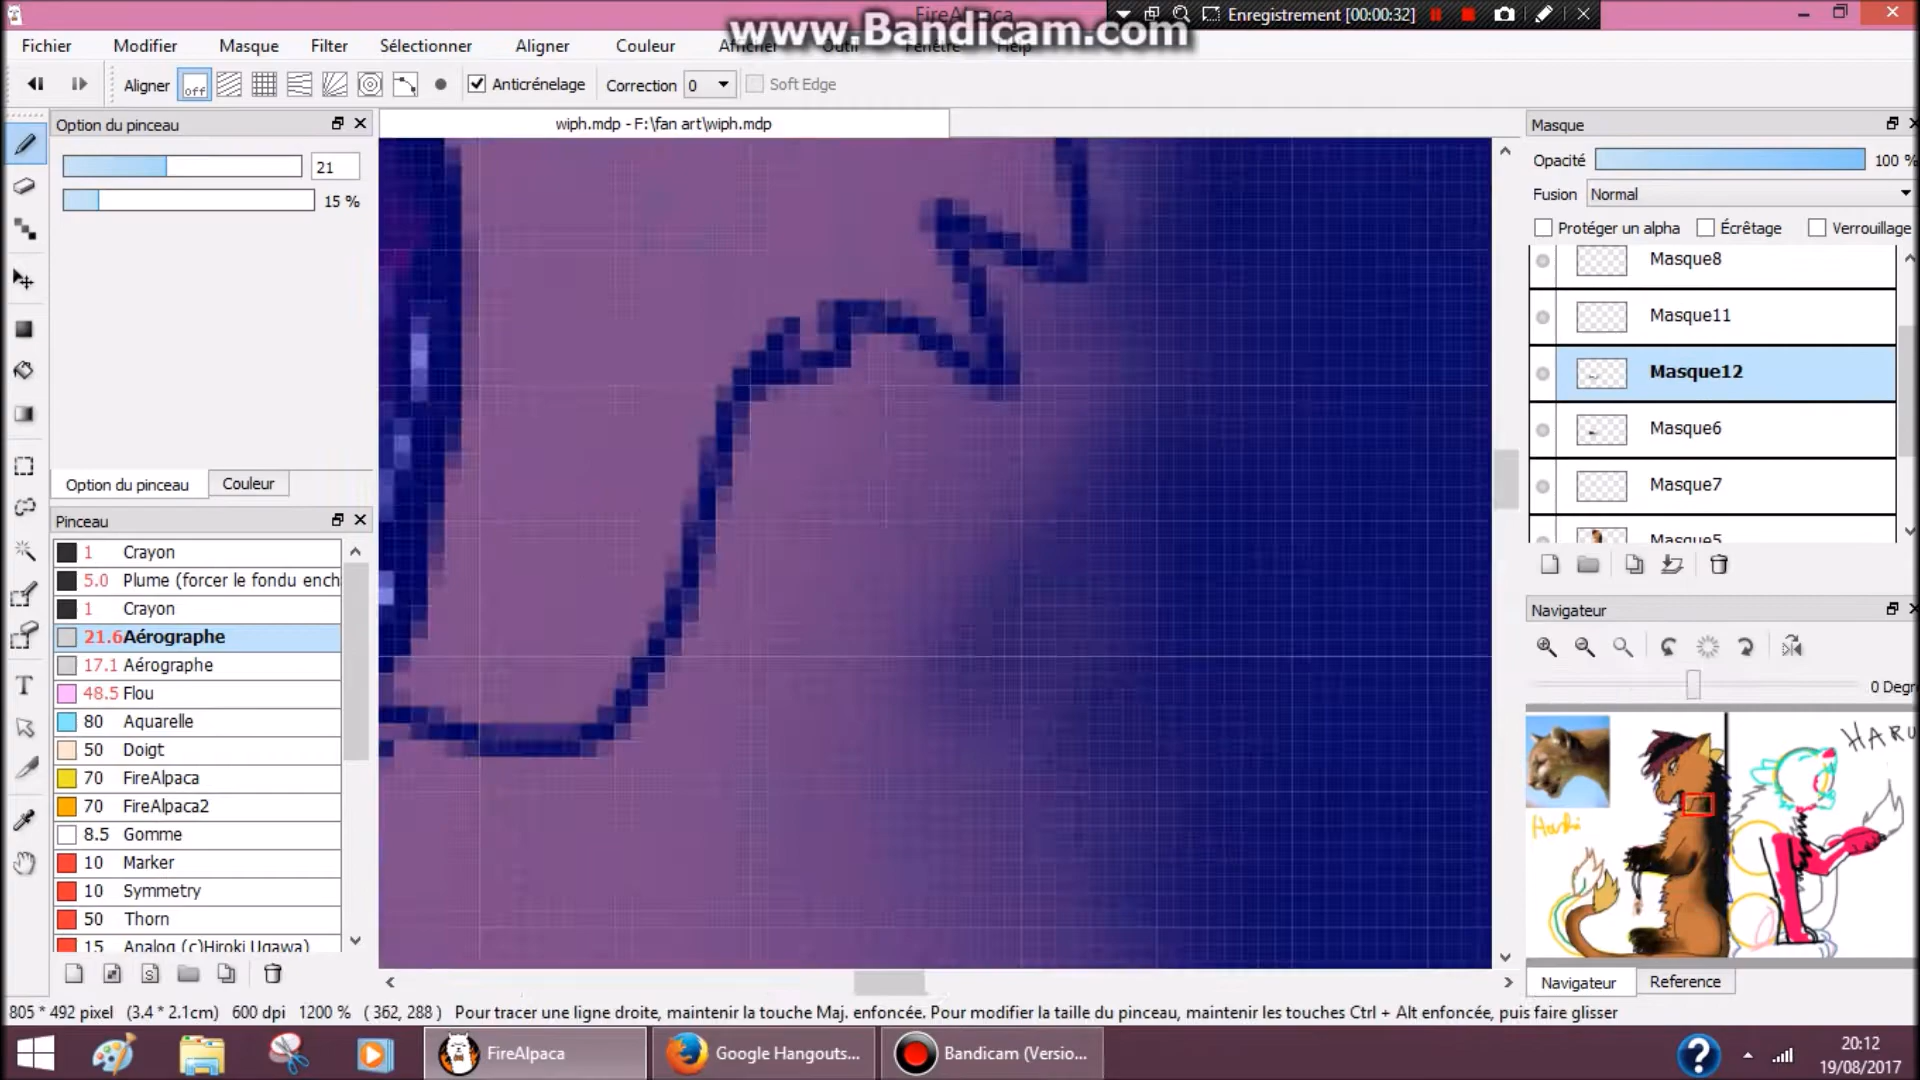 FireAlpaca
www.Bandicam.com
Enregistrement [00:00:32]
Fichier Modifier Masque Filter Sélectionner Aligner Couleur Afficher Outil Fenêtre Help
Aligner off Anticrénelage Correction 0 Soft Edge
Option du pinceau
wiph.mdp - F:\fan art\wiph.mdp
21
15 %
Option du pinceau Couleur
Pinceau
1 Crayon
5.0 Plume (forcer le fondu ench
1 Crayon
21.6 Aérographe
17.1 Aérographe
48.5 Flou
80 Aquarelle
50 Doigt
70 FireAlpaca
70 FireAlpaca2
8.5 Gomme
10 Marker
10 Symmetry
50 Thorn
15 Analog (c)Hiroki Ugawa)
Masque
Opacité 100 %
Fusion Normal
Protéger un alpha Écrêtage Verrouillage
Masque8
Masque11
Masque12
Masque6
Masque7
Masque5
Navigateur
0 Degr
HARU
Navigateur Reference
805 * 492 pixel (3.4 * 2.1cm) 600 dpi 1200 % ( 362, 288 ) Pour tracer une ligne droite, maintenir la touche Maj. enfoncée. Pour modifier la taille du pinceau, maintenir les touches Ctrl + Alt enfoncée, puis faire glisser
FireAlpaca Google Hangouts... Bandicam (Versio...
20:12
19/08/2017